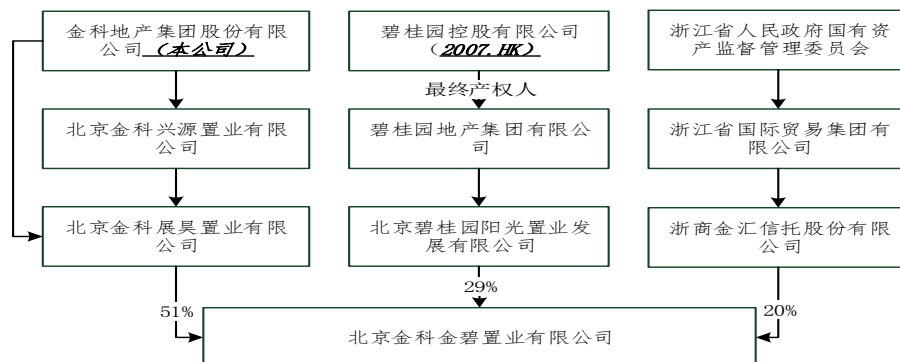 金科地产集团股份有限
公司（本公司）
碧桂园控股有限公司
（2007.HK）
浙江省人民政府国有资
产监督管理委员会
最终产权人
北京金科兴源置业有限
公司
碧桂园地产集团有限公
司
浙江省国际贸易集团有
限公司
北京金科展昊置业有限
公司
北京碧桂园阳光置业发
展有限公司
浙商金汇信托股份有限
公司
51%
29%
20%
北京金科金碧置业有限公司